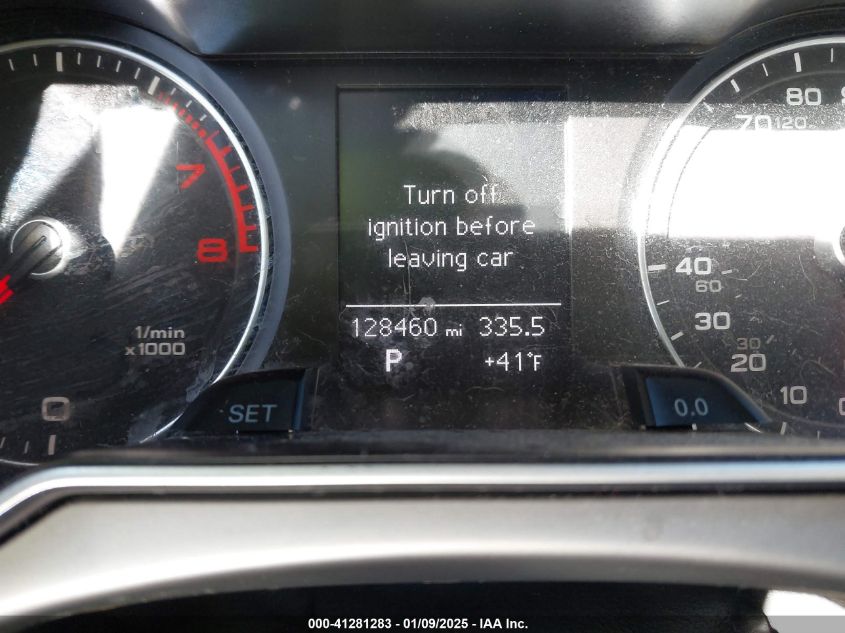 7
8
1/min
x1000
0
SET
Turn off
ignition before
leaving car
128460 mi 335.5
P +41°F
80
70 120
40
60
30
30
20
10
0.0
000-41281283 - 01/09/2025 - IAA Inc.